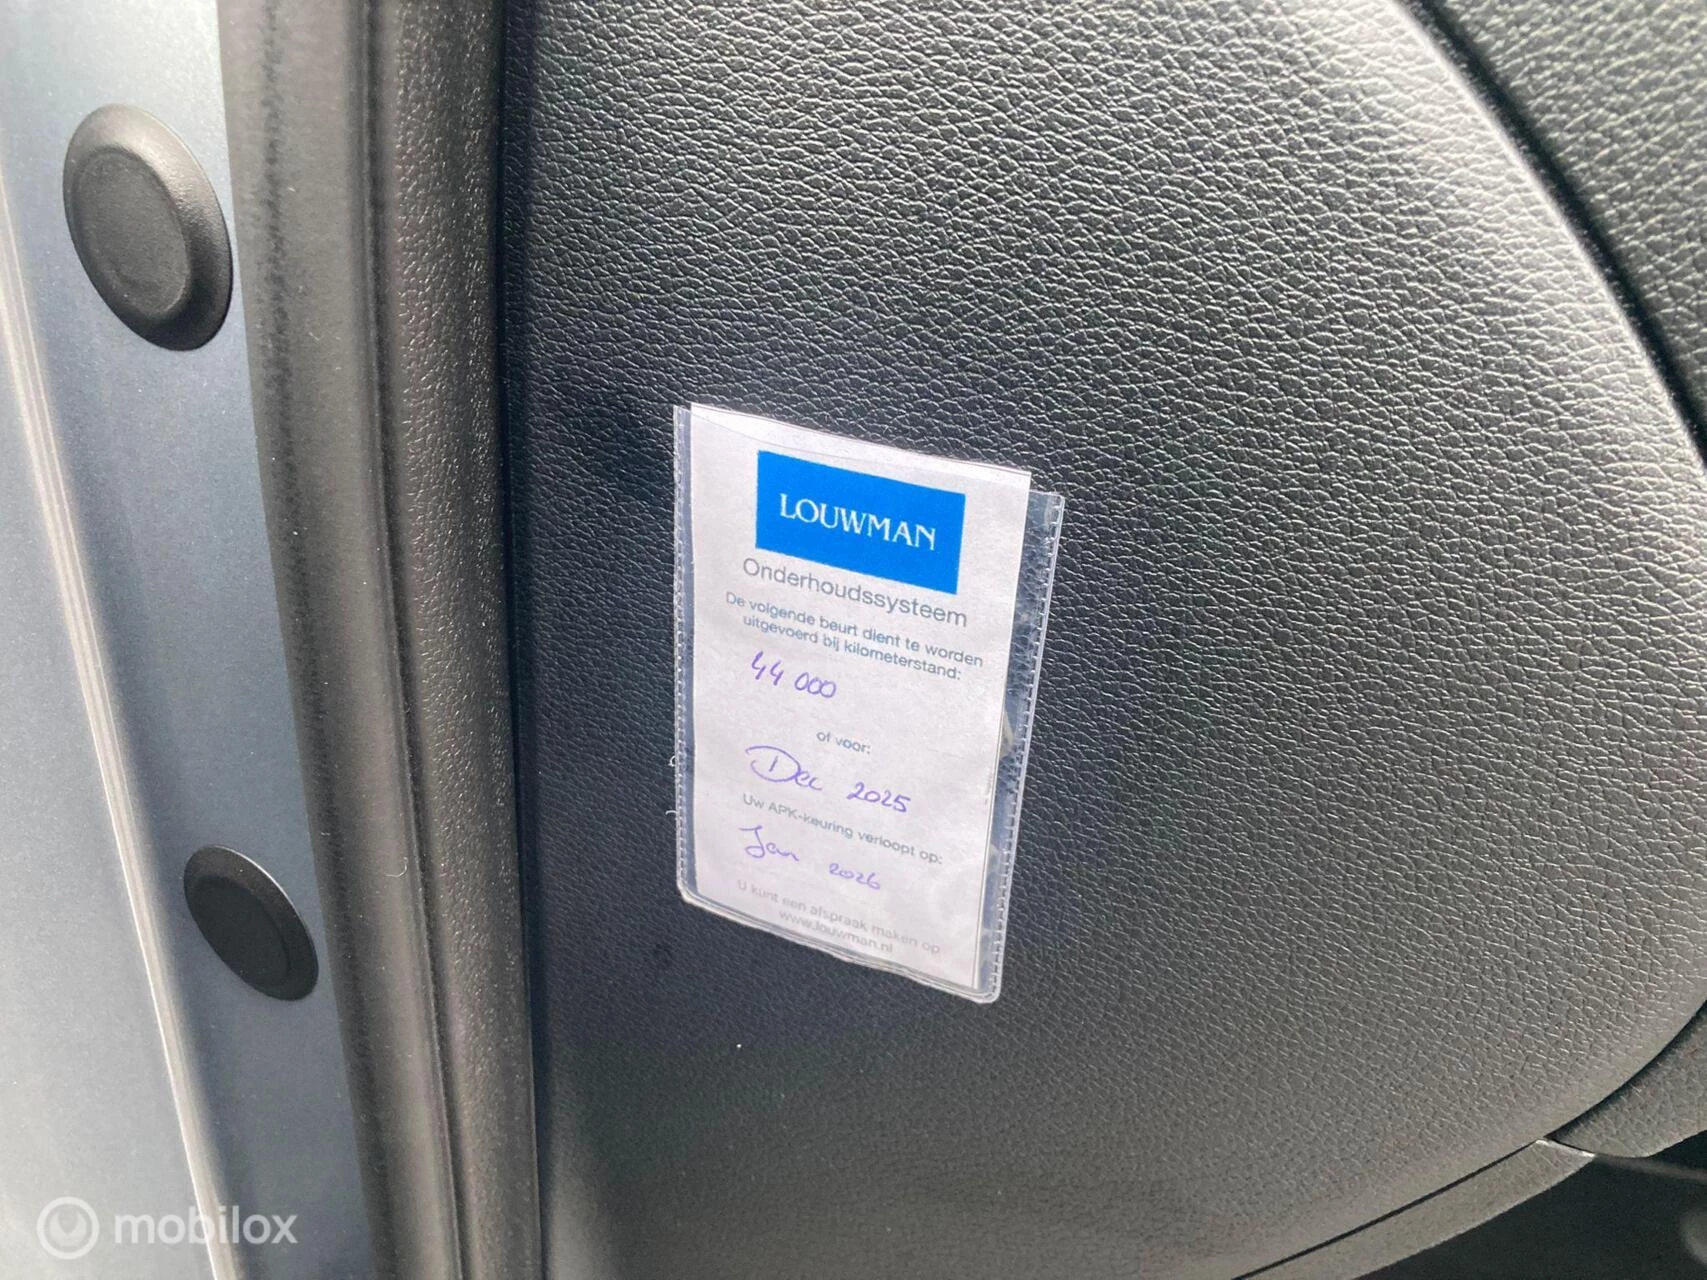 LOUWMAN
Onderhoudssysteem
De volgende beurt dient te worden
uitgevoerd bij kilometerstand:
44 000
of voor:
Dec 2025
Uw APK-keuring verloopt op:
Jan 2026
U kunt een afspraak maken op
www.louwman.nl
mobilox